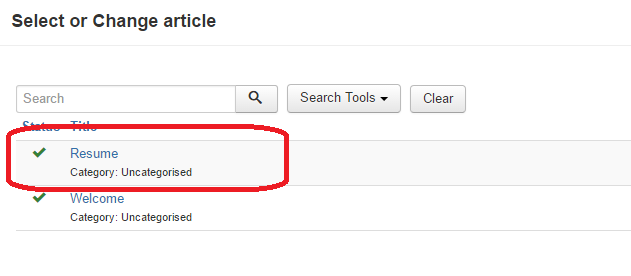 Select or Change article
Search
Search Tools
Clear
Status Title
Resume
Category: Uncategorised
Welcome
Category: Uncategorised